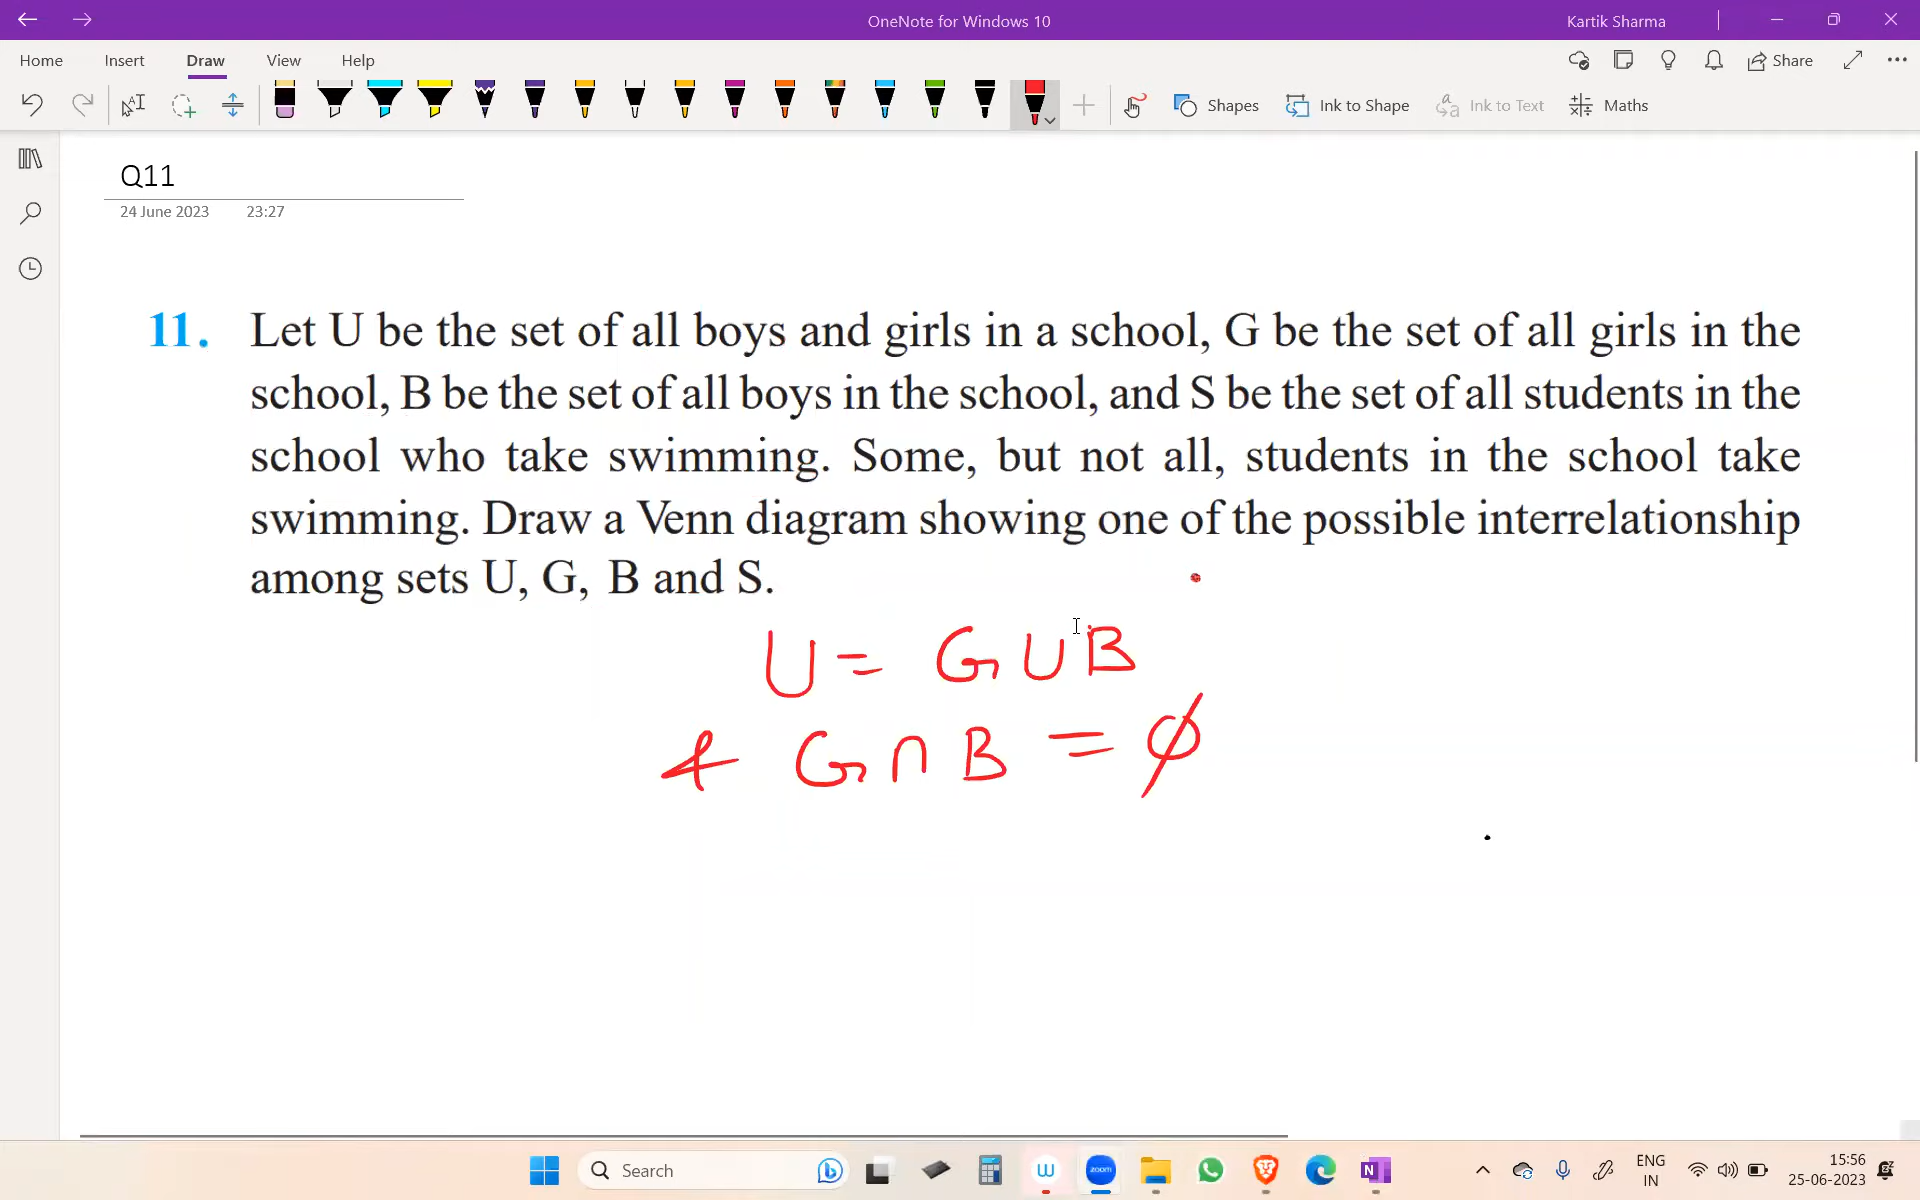 OneNote for Windows 10
Kartik Sharma
Home Insert Draw View Help
Share
Shapes Ink to Shape Ink to Text Maths
Q11
24 June 2023 23:27
11. Let U be the set of all boys and girls in a school, G be the set of all girls in the
school, B be the set of all boys in the school, and S be the set of all students in the
school who take swimming. Some, but not all, students in the school take
swimming. Draw a Venn diagram showing one of the possible interrelationship
among sets U, G, B and S.
U = G ∪ B
& G ∩ B = ϕ
Search
zoom
ENG
IN
15:56
25-06-2023